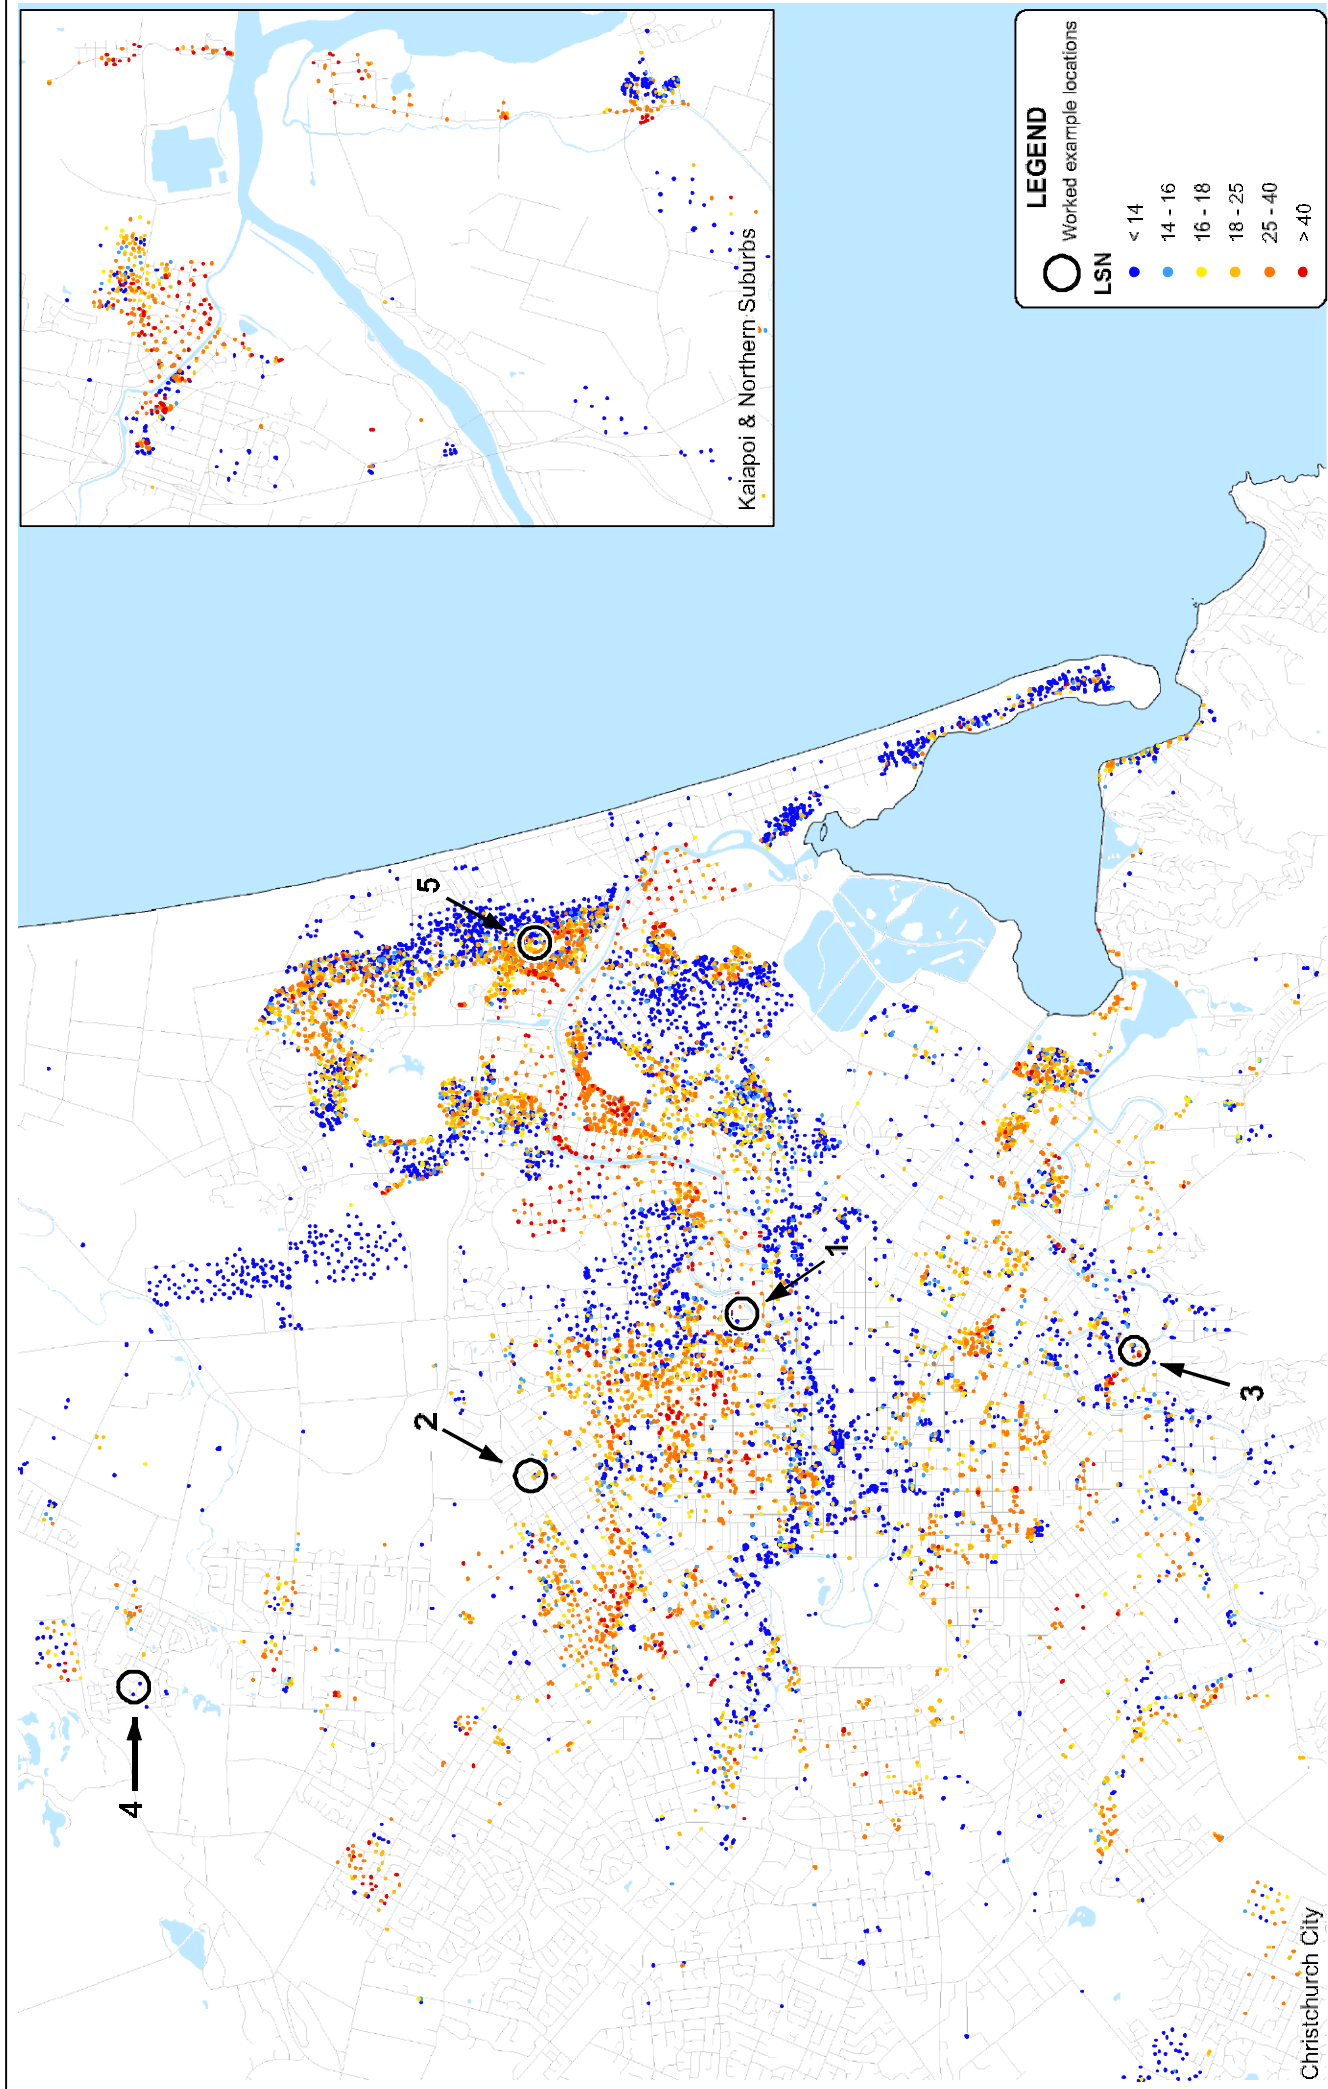 Kaiapoi & Northern Suburbs
LEGEND
Worked example locations
LSN
< 14
14 - 16
16 - 18
18 - 25
25 - 40
> 40
4
2
5
1
3
Christchurch City